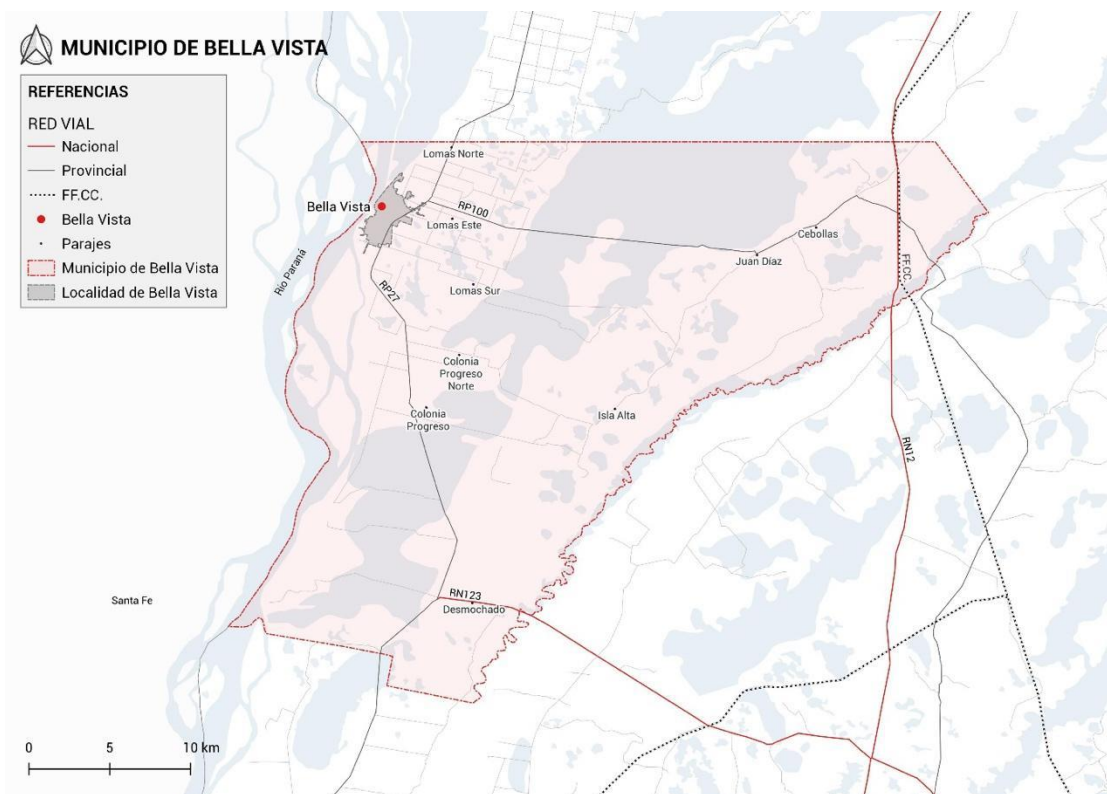 MUNICIPIO DE BELLA VISTA
REFERENCIAS
RED VIAL
Nacional
Provincial
FF.CC.
Bella Vista
Parajes
Municipio de Bella Vista
Localidad de Bella Vista
Lomas Norte
Bella Vista
RP100
Lomas Este
Cebollas
Juan Díaz
FF.CC.
Río Paraná
RP27
Lomas Sur
Colonia
Progreso
Norte
Colonia
Progreso
Isla Alta
RN12
RN123
Desmochado
Santa Fe
0 5 10 km